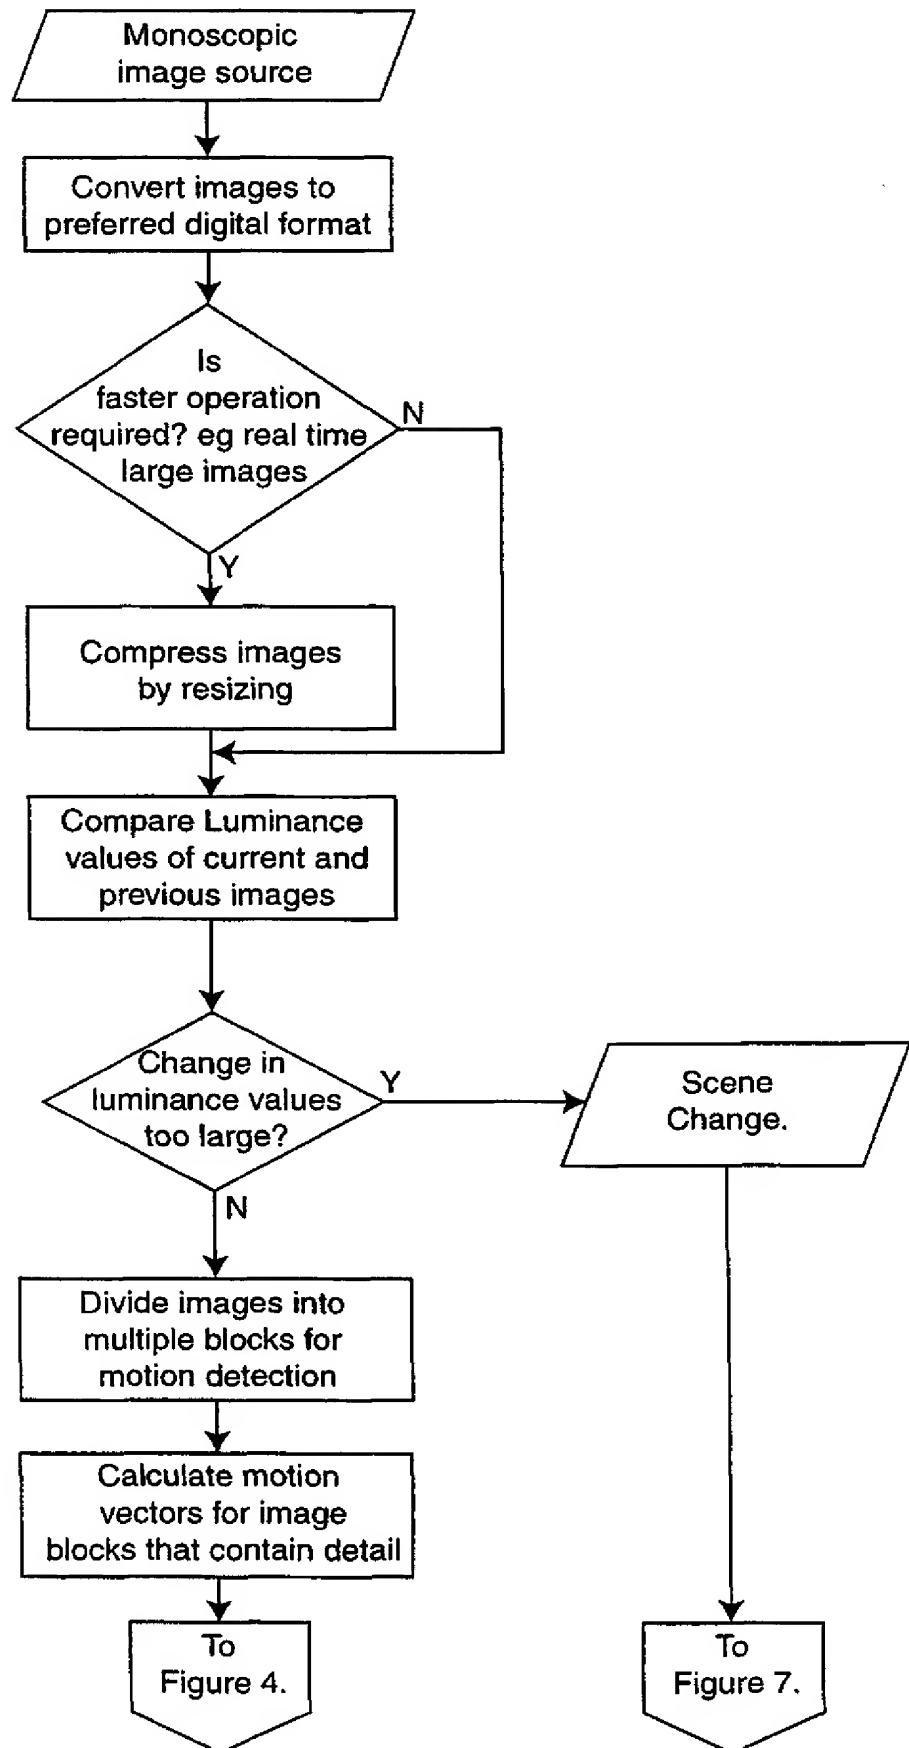 Monoscopic
image source
Convert images to
preferred digital format
Is
faster operation
required? eg real time
large images
N
Y
Compress images
by resizing
Compare Luminance
values of current and
previous images
Change in
luminance values
too large?
Y
Scene
Change.
N
Divide images into
multiple blocks for
motion detection
Calculate motion
vectors for image
blocks that contain detail
To
Figure 4.
To
Figure 7.